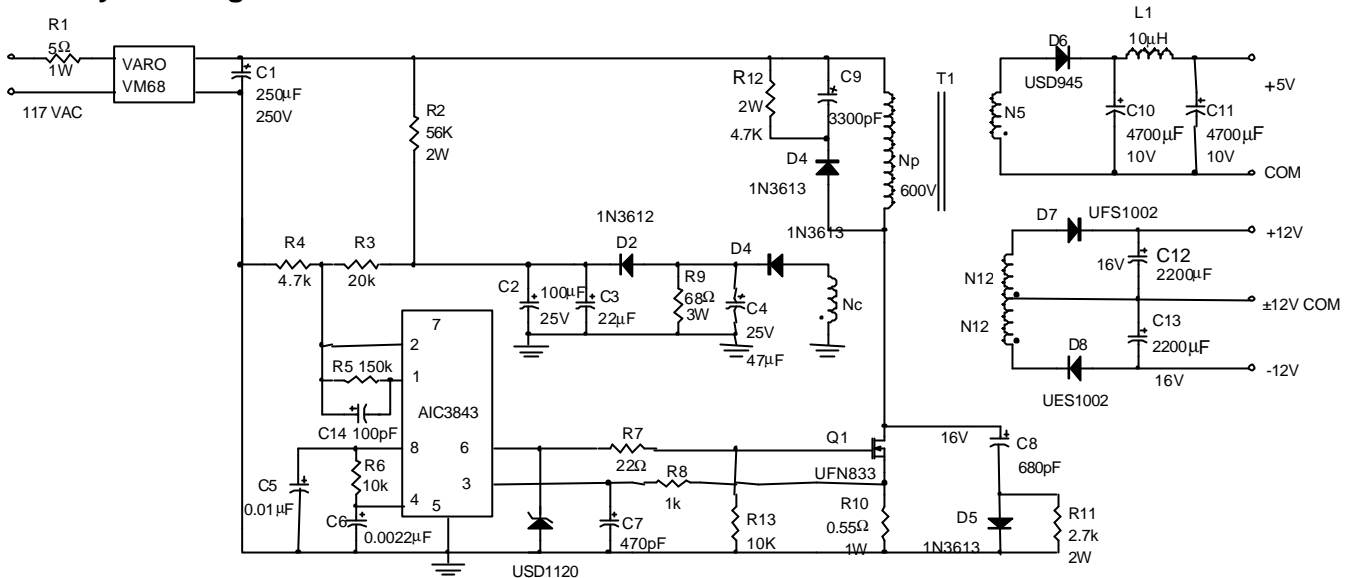 R1
5Ω
1W
117 VAC
VARO
VM68
C1
250µF
250V
R2
56K
2W
R12
2W
4.7K
C9
3300pF
D4
1N3613
Np
600V
T1
N5
D6
USD945
L1
10µH
C10
4700µF
10V
C11
4700µF
10V
+5V
COM
D7
UFS1002
N12
N12
16V
C12
2200µF
C13
2200µF
D8
UES1002
16V
+12V
±12V COM
-12V
R4
4.7k
R3
20k
1N3612
D2
D4
1N3613
C2
100µF
25V
C3
22µF
R9
68Ω
3W
C4
25V
47µF
Nc
7
2
R5 150k
1
C14 100pF
AIC3843
8
6
3
4
5
C5
0.01µF
R6
10k
C6
0.0022µF
R7
22Ω
R8
1k
USD1120
C7
470pF
R13
10K
Q1
UFN833
R10
0.55Ω
1W
16V
C8
680pF
D5
1N3613
R11
2.7k
2W